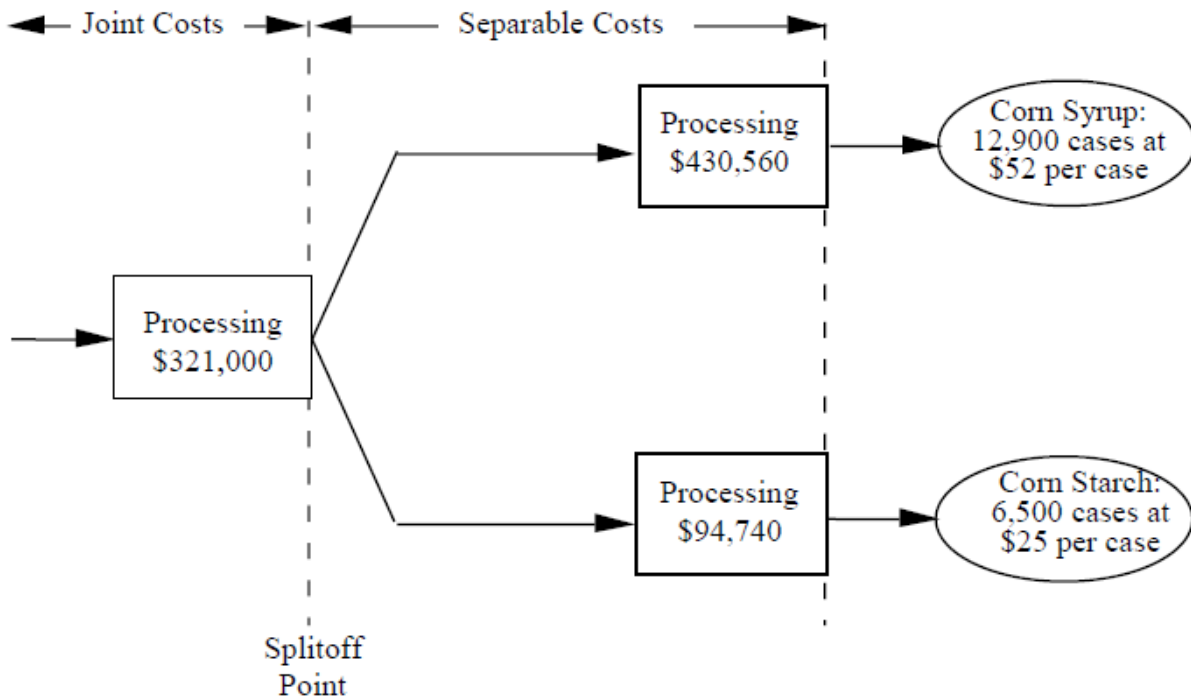 Joint Costs
Separable Costs
Processing
$430,560
Corn Syrup:
12,900 cases at
$52 per case
Processing
$321,000
Processing
$94,740
Corn Starch:
6,500 cases at
$25 per case
Splitoff
Point